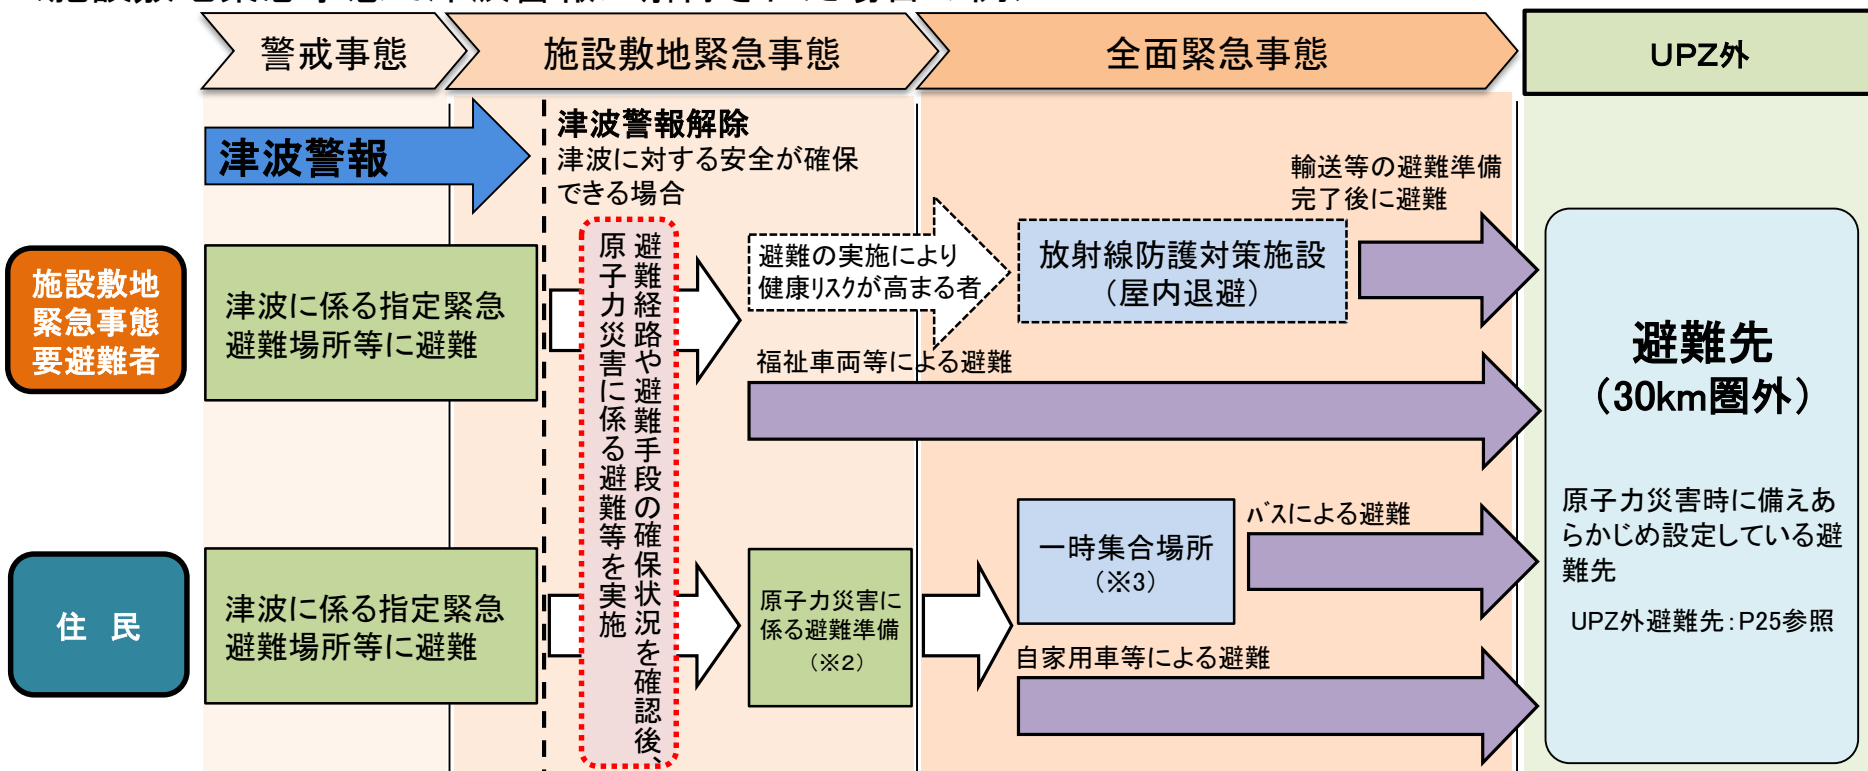 警戒事態
施設敷地緊急事態
全面緊急事態
UPZ外
津波警報
津波警報解除
津波に対する安全が確保
できる場合
輸送等の避難準備
完了後に避難
施設敷地
緊急事態
要避難者
津波に係る指定緊急
避難場所等に避難
避難経路や避難手段の確保状況を確認後、
原子力災害に係る避難等を実施
避難の実施により
健康リスクが高まる者
放射線防護対策施設
（屋内退避）
福祉車両等による避難
避難先
（30km圏外）
原子力災害時に備えあ
らかじめ設定している避
難先
UPZ外避難先：P25参照
住 民
津波に係る指定緊急
避難場所等に避難
原子力災害に
係る避難準備
（※2）
一時集合場所
（※3）
バスによる避難
自家用車等による避難